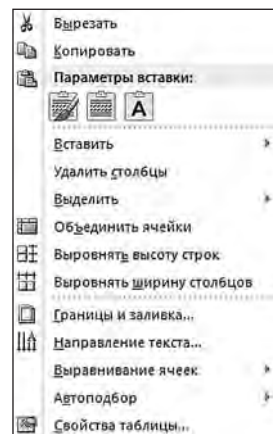 Вырезать
Копировать
Параметры вставки:
A
Вставить
Удалить столбцы
Выделить
Объединить ячейки
Выровнять высоту строк
Выровнять ширину столбцов
Границы и заливка...
Направление текста...
Выравнивание ячеек
Автоподбор
Свойства таблицы...